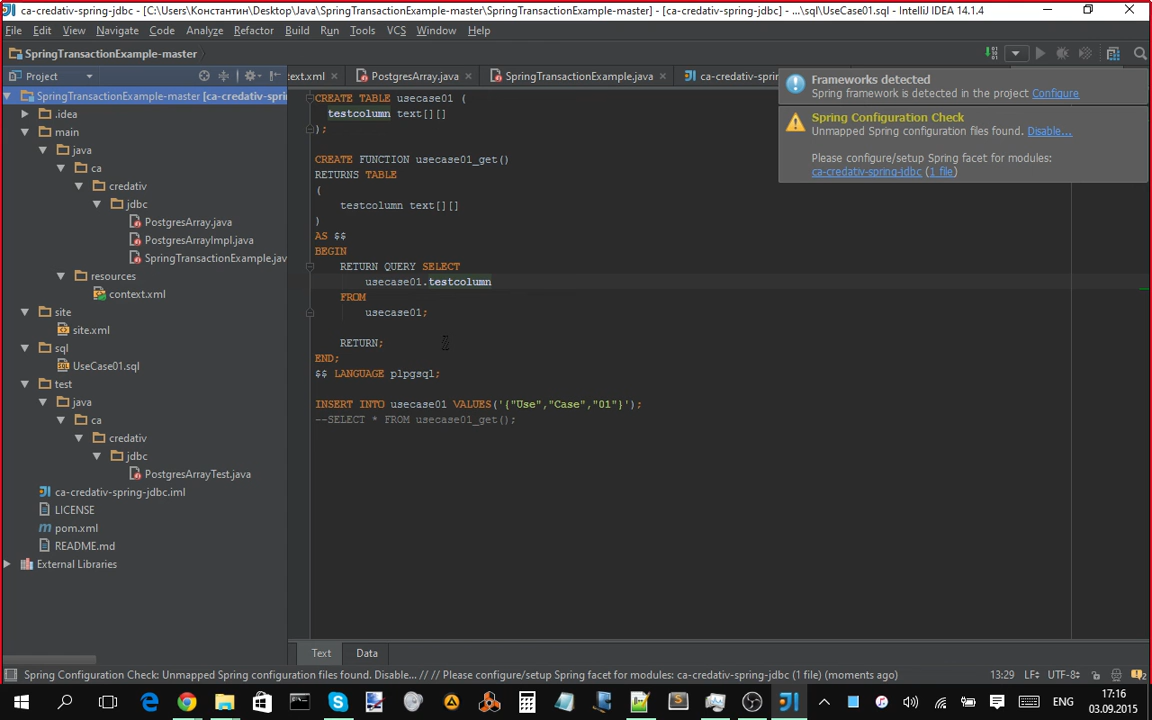 ca-credativ-spring-jdbc - [C:\Users\Константин\Desktop\Java\SpringTransactionExample-master\SpringTransactionExample-master] - [ca-credativ-spring-jdbc] - ...\sql\UseCase01.sql - IntelliJ IDEA 14.1.4
File Edit View Navigate Code Analyze Refactor Build Run Tools VCS Window Help
SpringTransactionExample-master
Project
SpringTransactionExample-master [ca-credativ-spri
.idea
main
java
ca
credativ
jdbc
PostgresArray.java
PostgresArrayImpl.java
SpringTransactionExample.jav
resources
context.xml
site
site.xml
sql
UseCase01.sql
test
java
ca
credativ
jdbc
PostgresArrayTest.java
ca-credativ-spring-jdbc.iml
LICENSE
pom.xml
README.md
External Libraries
ext.xml PostgresArray.java SpringTransactionExample.java ca-credativ-sprin
CREATE TABLE usecase01 (
testcolumn text[][]
);
CREATE FUNCTION usecase01_get()
RETURNS TABLE
(
testcolumn text[][]
)
AS $$
BEGIN
RETURN QUERY SELECT
usecase01.testcolumn
FROM
usecase01;
RETURN;
END;
$$ LANGUAGE plpgsql;
INSERT INTO usecase01 VALUES('{"Use","Case","01"}');
--SELECT * FROM usecase01_get();
Frameworks detected
Spring framework is detected in the project Configure
Spring Configuration Check
Unmapped Spring configuration files found. Disable...
Please configure/setup Spring facet for modules:
ca-credativ-spring-jdbc (1 file)
Text Data
Spring Configuration Check: Unmapped Spring configuration files found. Disable... // // Please configure/setup Spring facet for modules: ca-credativ-spring-jdbc (1 file) (moments ago)
13:29 LF UTF-8
ENG
17:16
03.09.2015